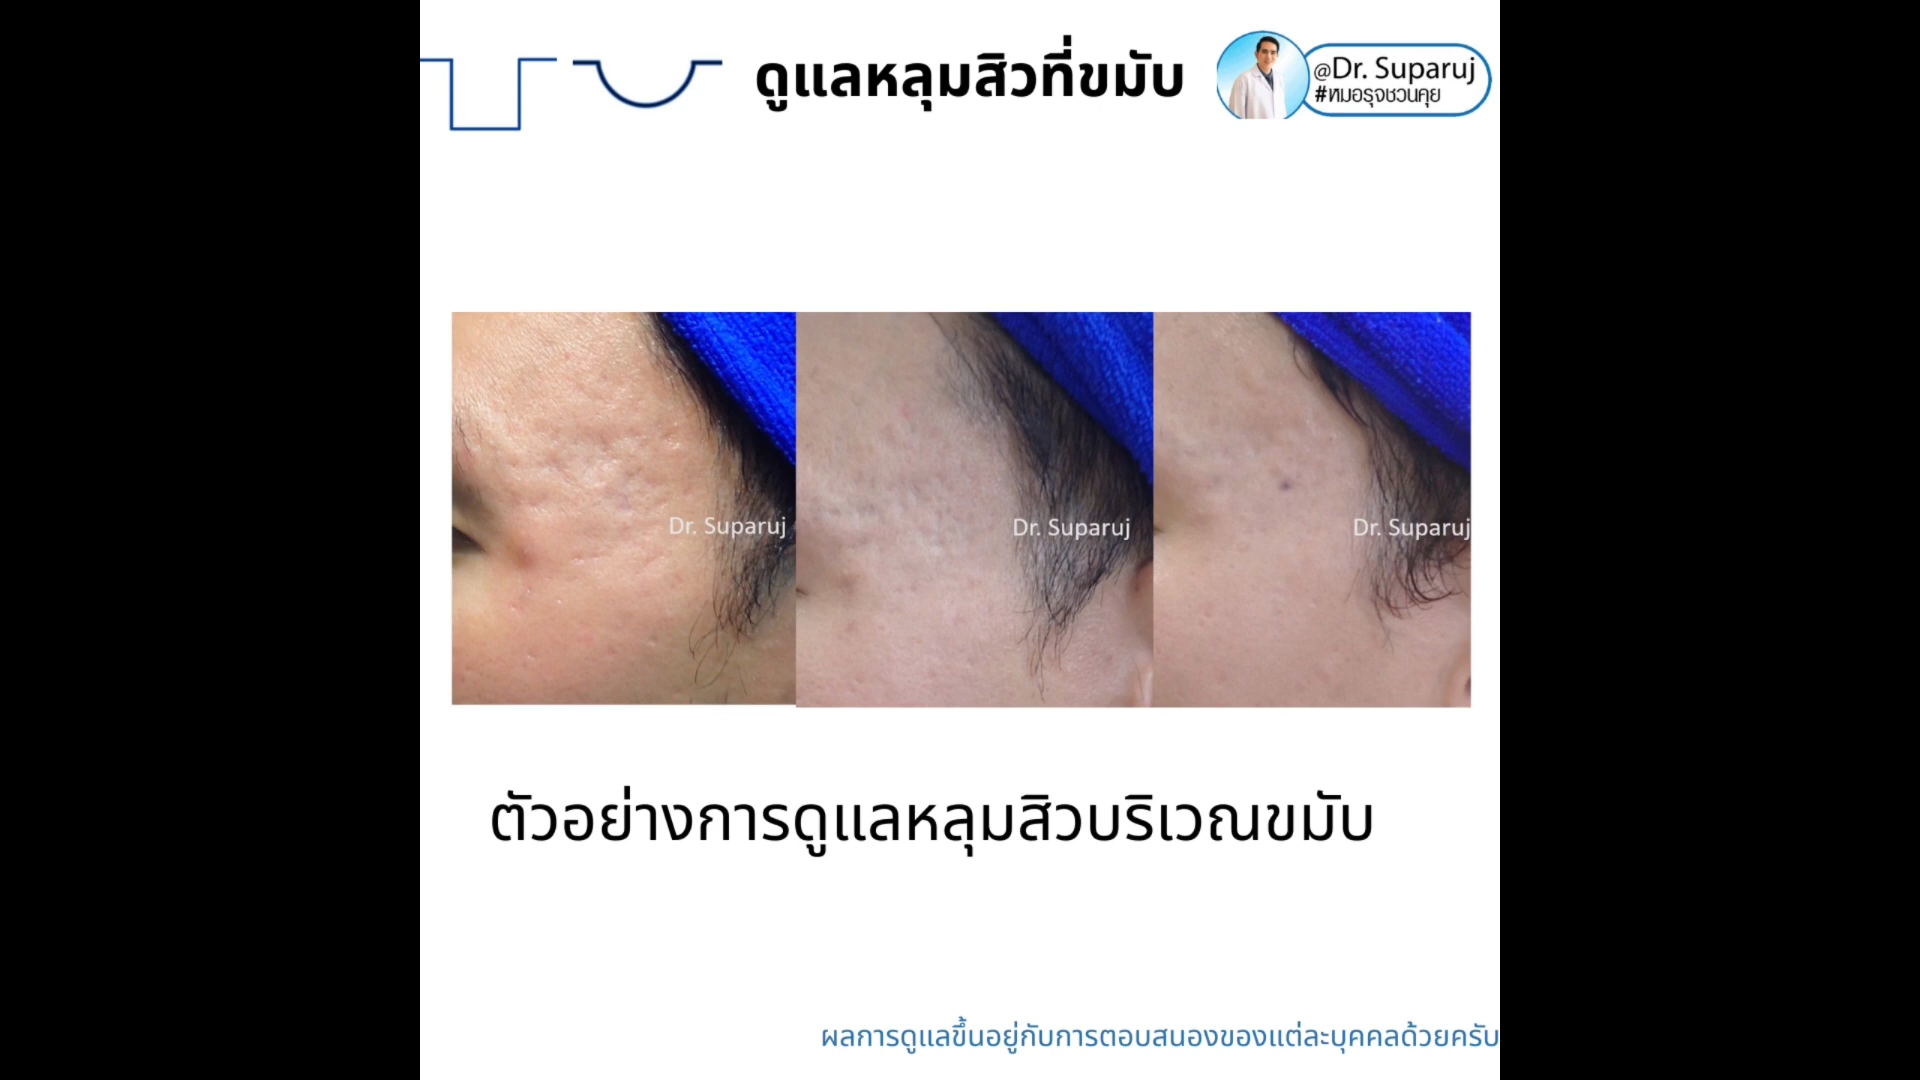 ดูแลหลุมสิวที่ขมับ
@Dr. Suparuj
#หมอรุจชวนคุย
Dr. Suparuj
Dr. Suparuj
Dr. Suparuj
ตัวอย่างการดูแลหลุมสิวบริเวณขมับ
ผลการดูแลขึ้นอยู่กับการตอบสนองของแต่ละบุคคลด้วยครับ